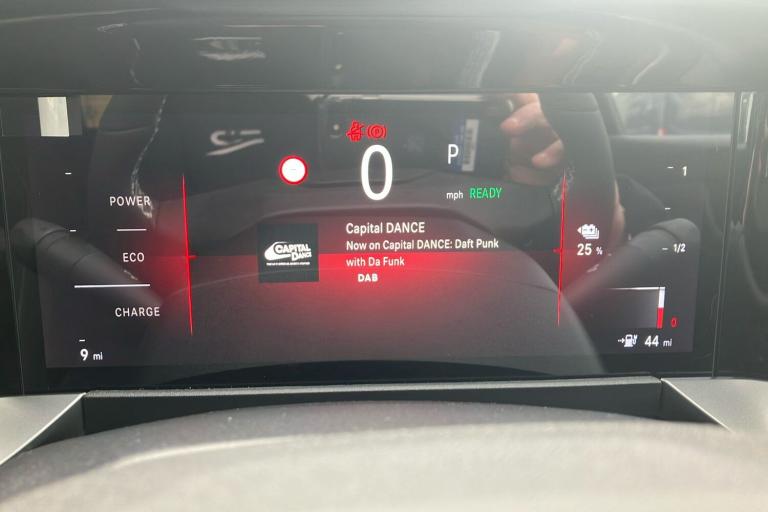 0
P
mph READY
POWER
ECO
CHARGE
9 mi
CAPITAL
DANCE
Capital DANCE
Now on Capital DANCE: Daft Punk
with Da Funk
DAB
25 %
1
1/2
0
44 mi